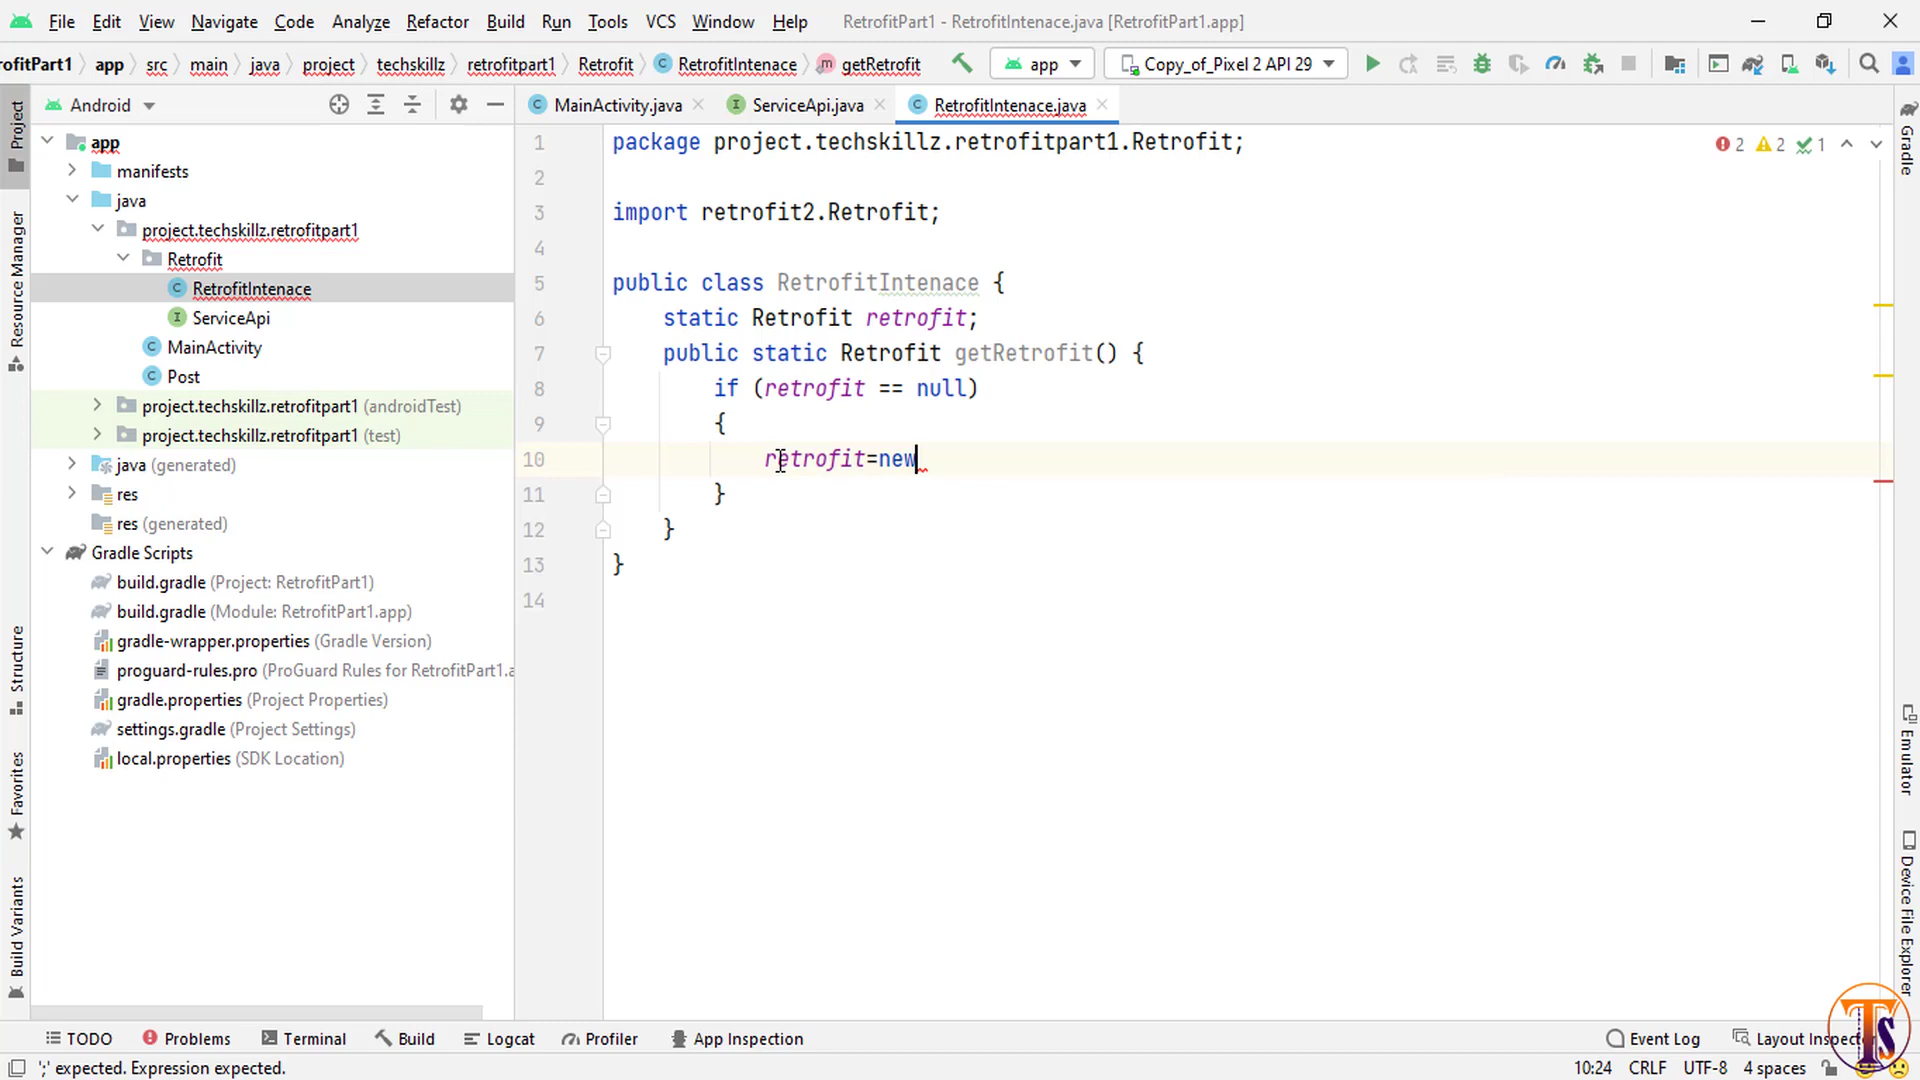 File Edit View Navigate Code Analyze Refactor Build Run Tools VCS Window Help RetrofitPart1 - RetrofitIntenace.java [RetrofitPart1.app]
rofitPart1 app src main java project techskillz retrofitpart1 Retrofit RetrofitIntenace getRetrofit app Copy_of_Pixel 2 API 29
Android MainActivity.java ServiceApi.java RetrofitIntenace.java
app
manifests
java
project.techskillz.retrofitpart1
Retrofit
RetrofitIntenace
ServiceApi
MainActivity
Post
project.techskillz.retrofitpart1 (androidTest)
project.techskillz.retrofitpart1 (test)
java (generated)
res
res (generated)
Gradle Scripts
build.gradle (Project: RetrofitPart1)
build.gradle (Module: RetrofitPart1.app)
gradle-wrapper.properties (Gradle Version)
proguard-rules.pro (ProGuard Rules for RetrofitPart1.a
gradle.properties (Project Properties)
settings.gradle (Project Settings)
local.properties (SDK Location)
1 package project.techskillz.retrofitpart1.Retrofit;
2
3 import retrofit2.Retrofit;
4
5 public class RetrofitIntenace {
6 static Retrofit retrofit;
7 public static Retrofit getRetrofit() {
8 if (retrofit == null)
9 {
10 retrofit=new
11 }
12 }
13 }
14
2 2 1
Project
Resource Manager
Structure
Favorites
Build Variants
Gradle
Emulator
Device File Explorer
TODO Problems Terminal Build Logcat Profiler App Inspection Event Log Layout Inspector
';' expected. Expression expected. 10:24 CRLF UTF-8 4 spaces
TS